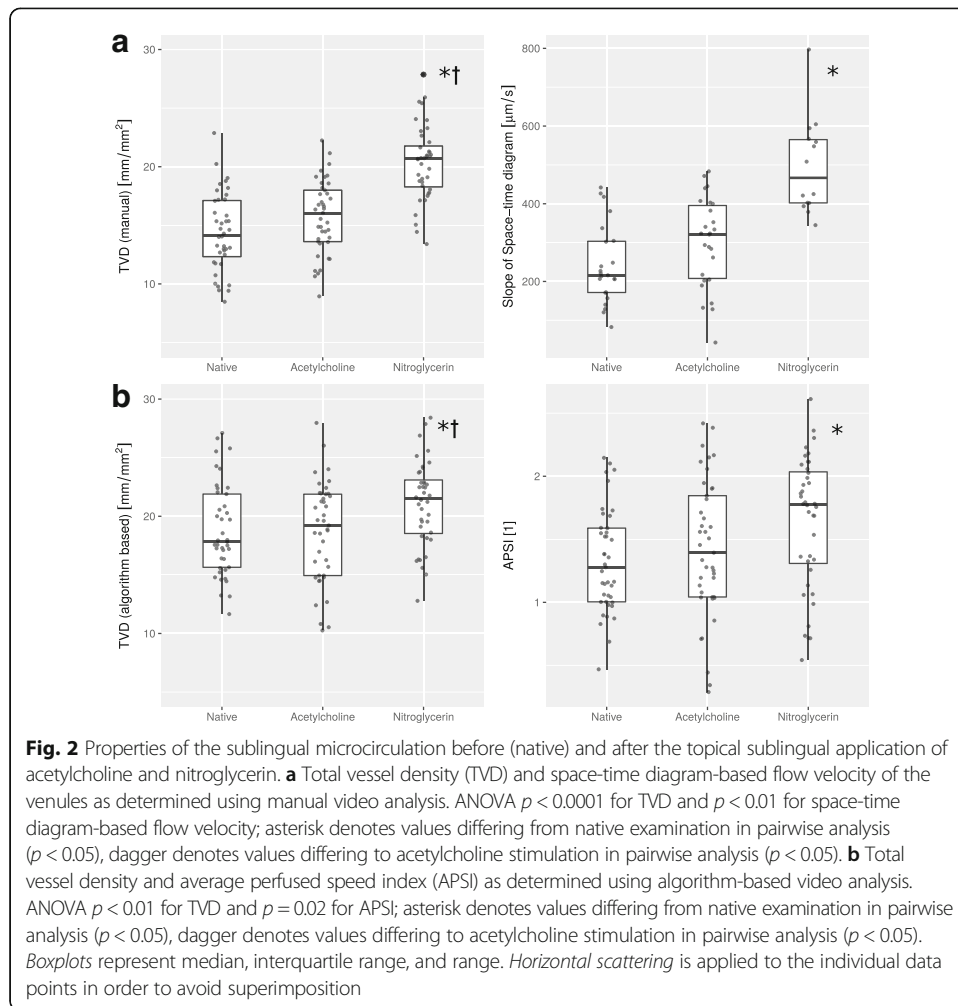 a
TVD (manual) [mm/mm²]
30
20
10
*†
Native
Acetylcholine
Nitroglycerin
Slope of Space−time diagram [μm/s]
800
600
400
200
*
Native
Acetylcholine
Nitroglycerin
b
TVD (algorithm based) [mm/mm²]
30
20
10
*†
Native
Acetylcholine
Nitroglycerin
APSI [1]
2
1
*
Native
Acetylcholine
Nitroglycerin
Fig. 2 Properties of the sublingual microcirculation before (native) and after the topical sublingual application of
acetylcholine and nitroglycerin. a Total vessel density (TVD) and space-time diagram-based flow velocity of the
venules as determined using manual video analysis. ANOVA p < 0.0001 for TVD and p < 0.01 for space-time
diagram-based flow velocity; asterisk denotes values differing from native examination in pairwise analysis
(p < 0.05), dagger denotes values differing to acetylcholine stimulation in pairwise analysis (p < 0.05). b Total
vessel density and average perfused speed index (APSI) as determined using algorithm-based video analysis.
ANOVA p < 0.01 for TVD and p = 0.02 for APSI; asterisk denotes values differing from native examination in pairwise
analysis (p < 0.05), dagger denotes values differing to acetylcholine stimulation in pairwise analysis (p < 0.05).
Boxplots represent median, interquartile range, and range. Horizontal scattering is applied to the individual data
points in order to avoid superimposition